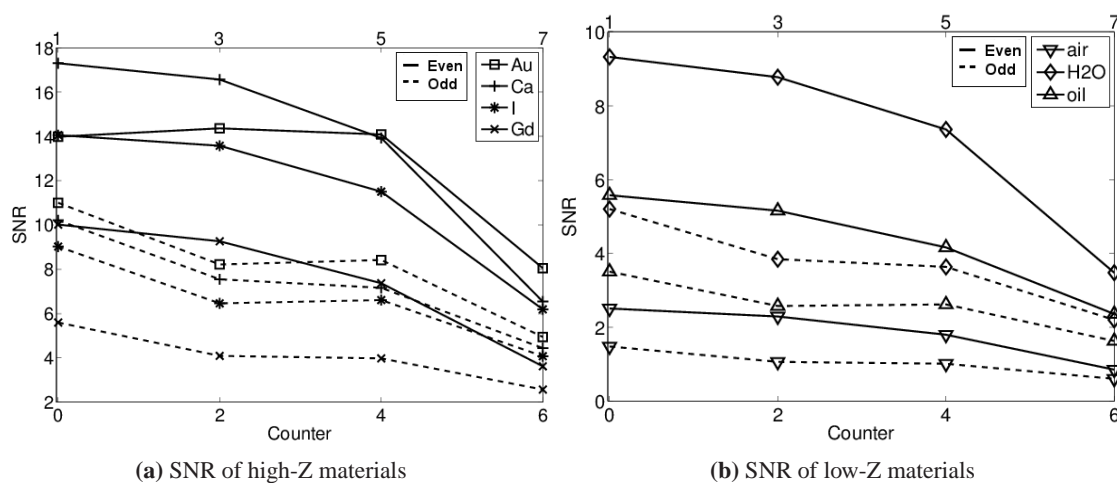 1 3 5 7
18
16
14
12
10
8
6
4
2
SNR
Even
Odd
Au
Ca
I
Gd
0 2 4 6
Counter
(a) SNR of high-Z materials
1 3 5 7
10
8
6
4
2
0
SNR
Even
Odd
air
H2O
oil
0 2 4 6
Counter
(b) SNR of low-Z materials